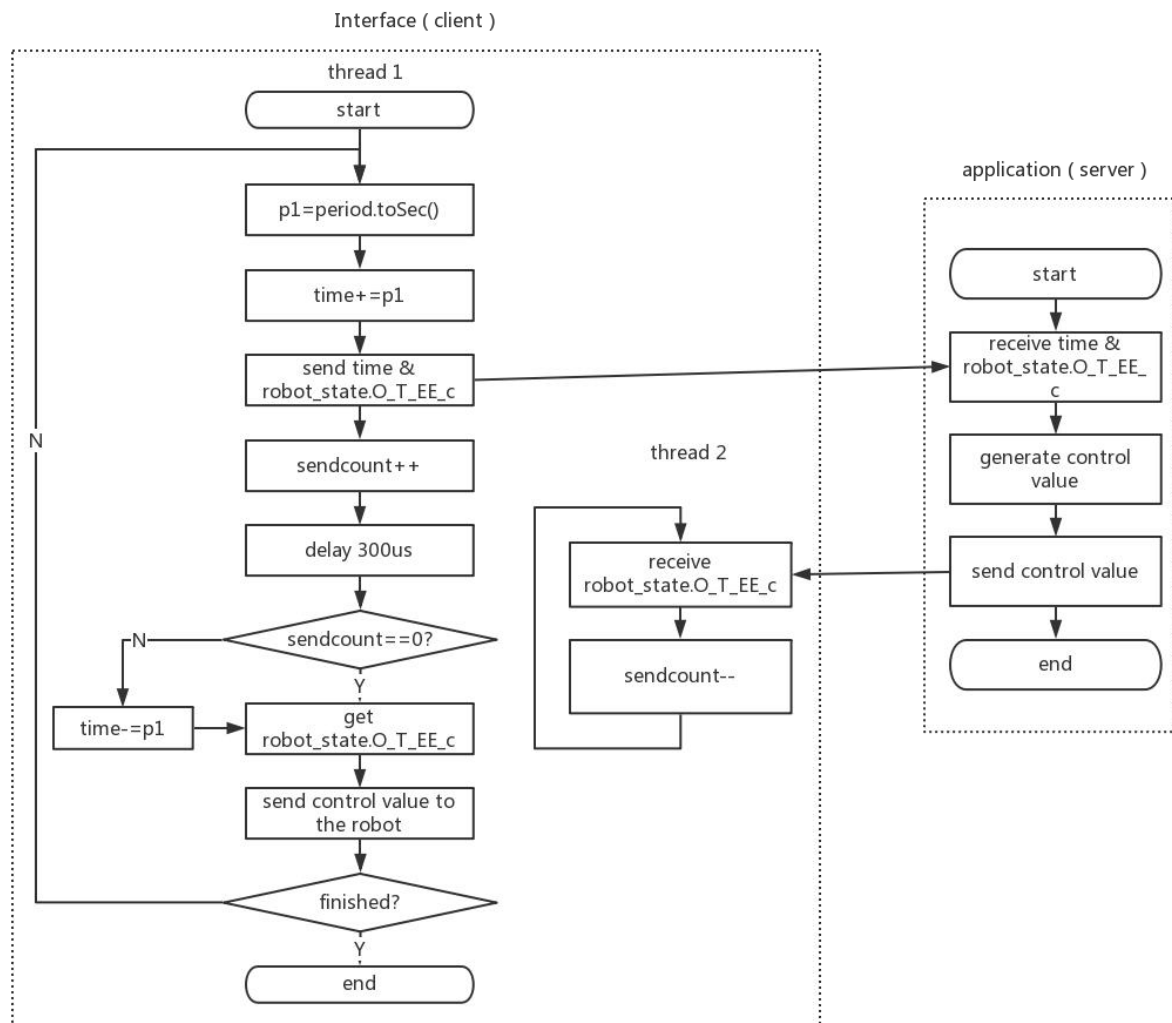 Interface ( client )
thread 1
start
p1=period.toSec()
time+=p1
send time &
robot_state.O_T_EE_c
sendcount++
delay 300us
sendcount==0?
N
Y
time-=p1
get
robot_state.O_T_EE_c
send control value to
the robot
finished?
N
Y
end
thread 2
receive
robot_state.O_T_EE_c
sendcount--
application ( server )
start
receive time &
robot_state.O_T_EE_
c
generate control
value
send control value
end